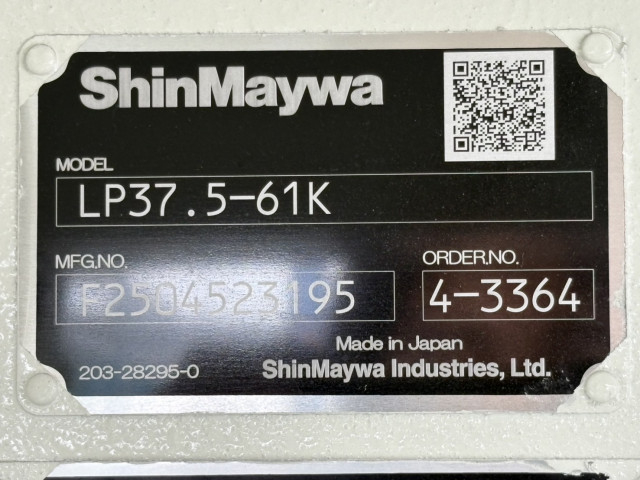 ShinMaywa
MODEL
LP37.5-61K
MFG.NO.
F2504523195
ORDER.NO.
4-3364
Made in Japan
203-28295-0
ShinMaywa Industries, Ltd.